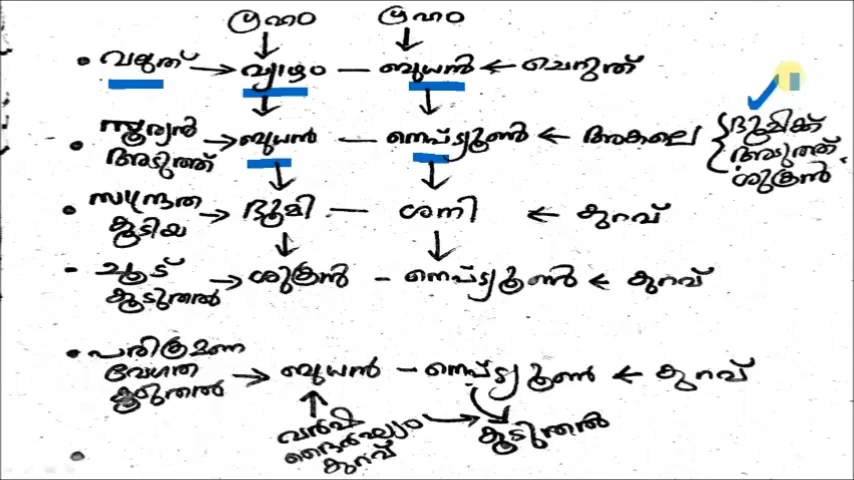 ഗ്രഹം ഗ്രഹം
• വലുത് → വ്യാഴം — ബുധൻ ← ചെറുത്
• സൂര്യൻ → ബുധൻ — നെപ്ട്യൂൺ ← അകലെ { ഭൂമിക്ക്
അടുത്ത് അടുത്ത്.
ശുക്രൻ
• സാന്ദ്രത → ഭൂമി — ശനി ← കുറവ്
കൂടിയ
- ചൂട് → ശുക്രൻ – നെപ്ട്യൂൺ ← കുറവ്
കൂടുതൽ
• പരിക്രമണ
വേഗത → ബുധൻ – നെപ്ട്യൂൺ ← കുറവ്
കൂടുതൽ
വർഷ → കൂടുതൽ
ദൈർഘ്യം
കുറവ്